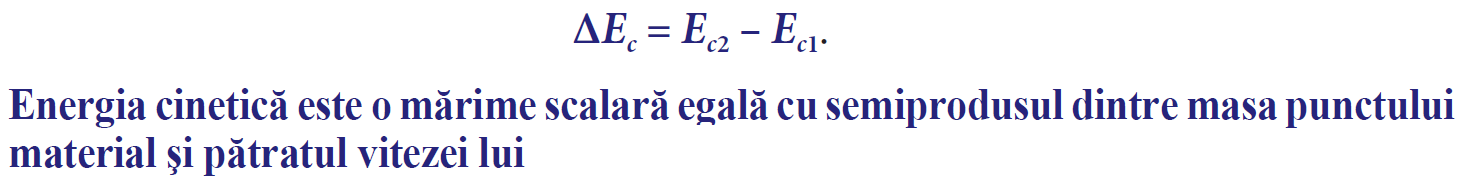 ΔE_c = E_c2 – E_c1.
Energia cinetică este o mărime scalară egală cu semiprodusul dintre masa punctului
material şi pătratul vitezei lui